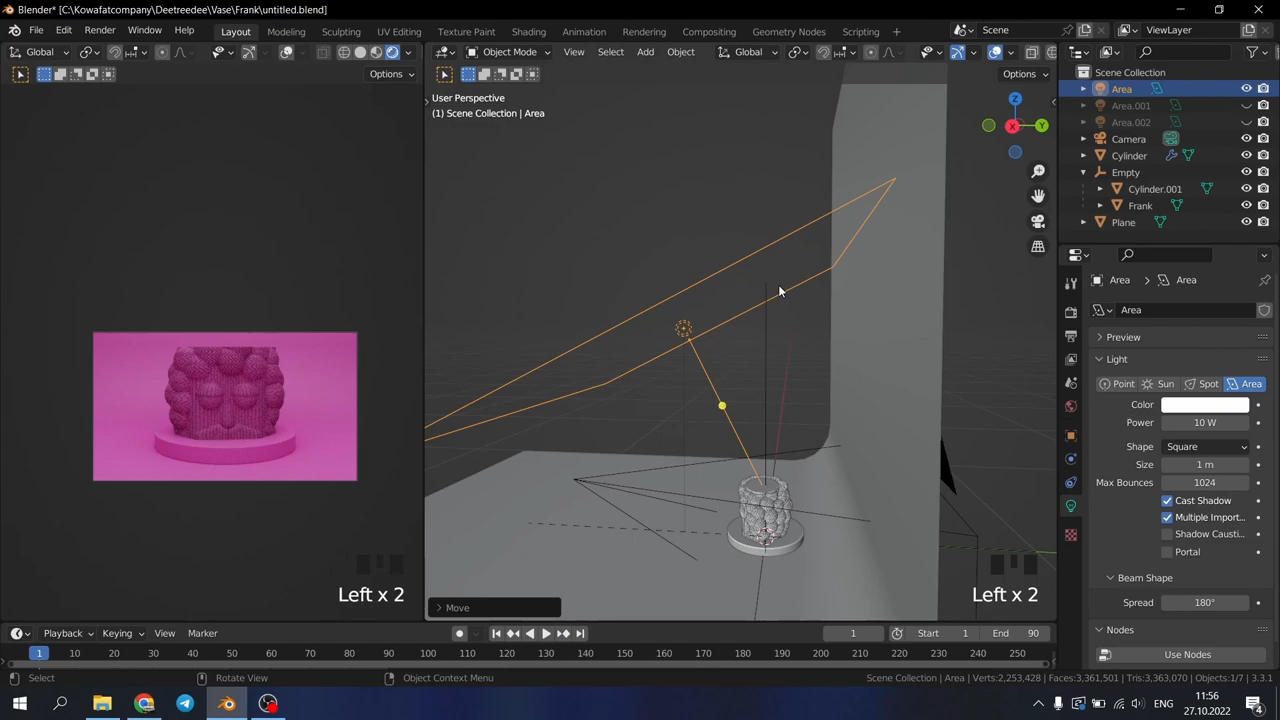 Blender* [C:\Kowafatcompany\Deetreedee\Vase\Frank\untitled.blend]
File Edit Render Window Help Layout Modeling Sculpting UV Editing Texture Paint Shading Animation Rendering Compositing Geometry Nodes Scripting + Scene ViewLayer
Global Object Mode View Select Add Object Global
Options Options
User Perspective
(1) Scene Collection | Area
Z
X
Y
Scene Collection
Area
Area.001
Area.002
Camera
Cylinder
Empty
Cylinder.001
Frank
Plane
Area Area
Area
Preview
Light
Point Sun Spot Area
Color
Power 10 W
Shape Square
Size 1 m
Max Bounces 1024
Cast Shadow
Multiple Import...
Shadow Causti...
Portal
Beam Shape
Spread 180°
Nodes
Use Nodes
Left x 2 Left x 2
Move
Playback Keying View Marker 1 Start 1 End 90
1 10 20 30 40 50 60 70 80 90 100 110 120 130 140 150 160 170 180 190 200 210 220 230 240 250
Select Rotate View Object Context Menu Scene Collection | Area | Verts:2,253,428 | Faces:3,361,501 | Tris:3,363,070 | Objects:1/7 | 3.3.1
ENG 11:56
27.10.2022 4